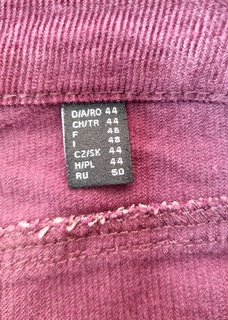 D/A/RO 44
CH/TR 44
F 46
I 48
CZ/SK 44
H/PL 44
RU 50